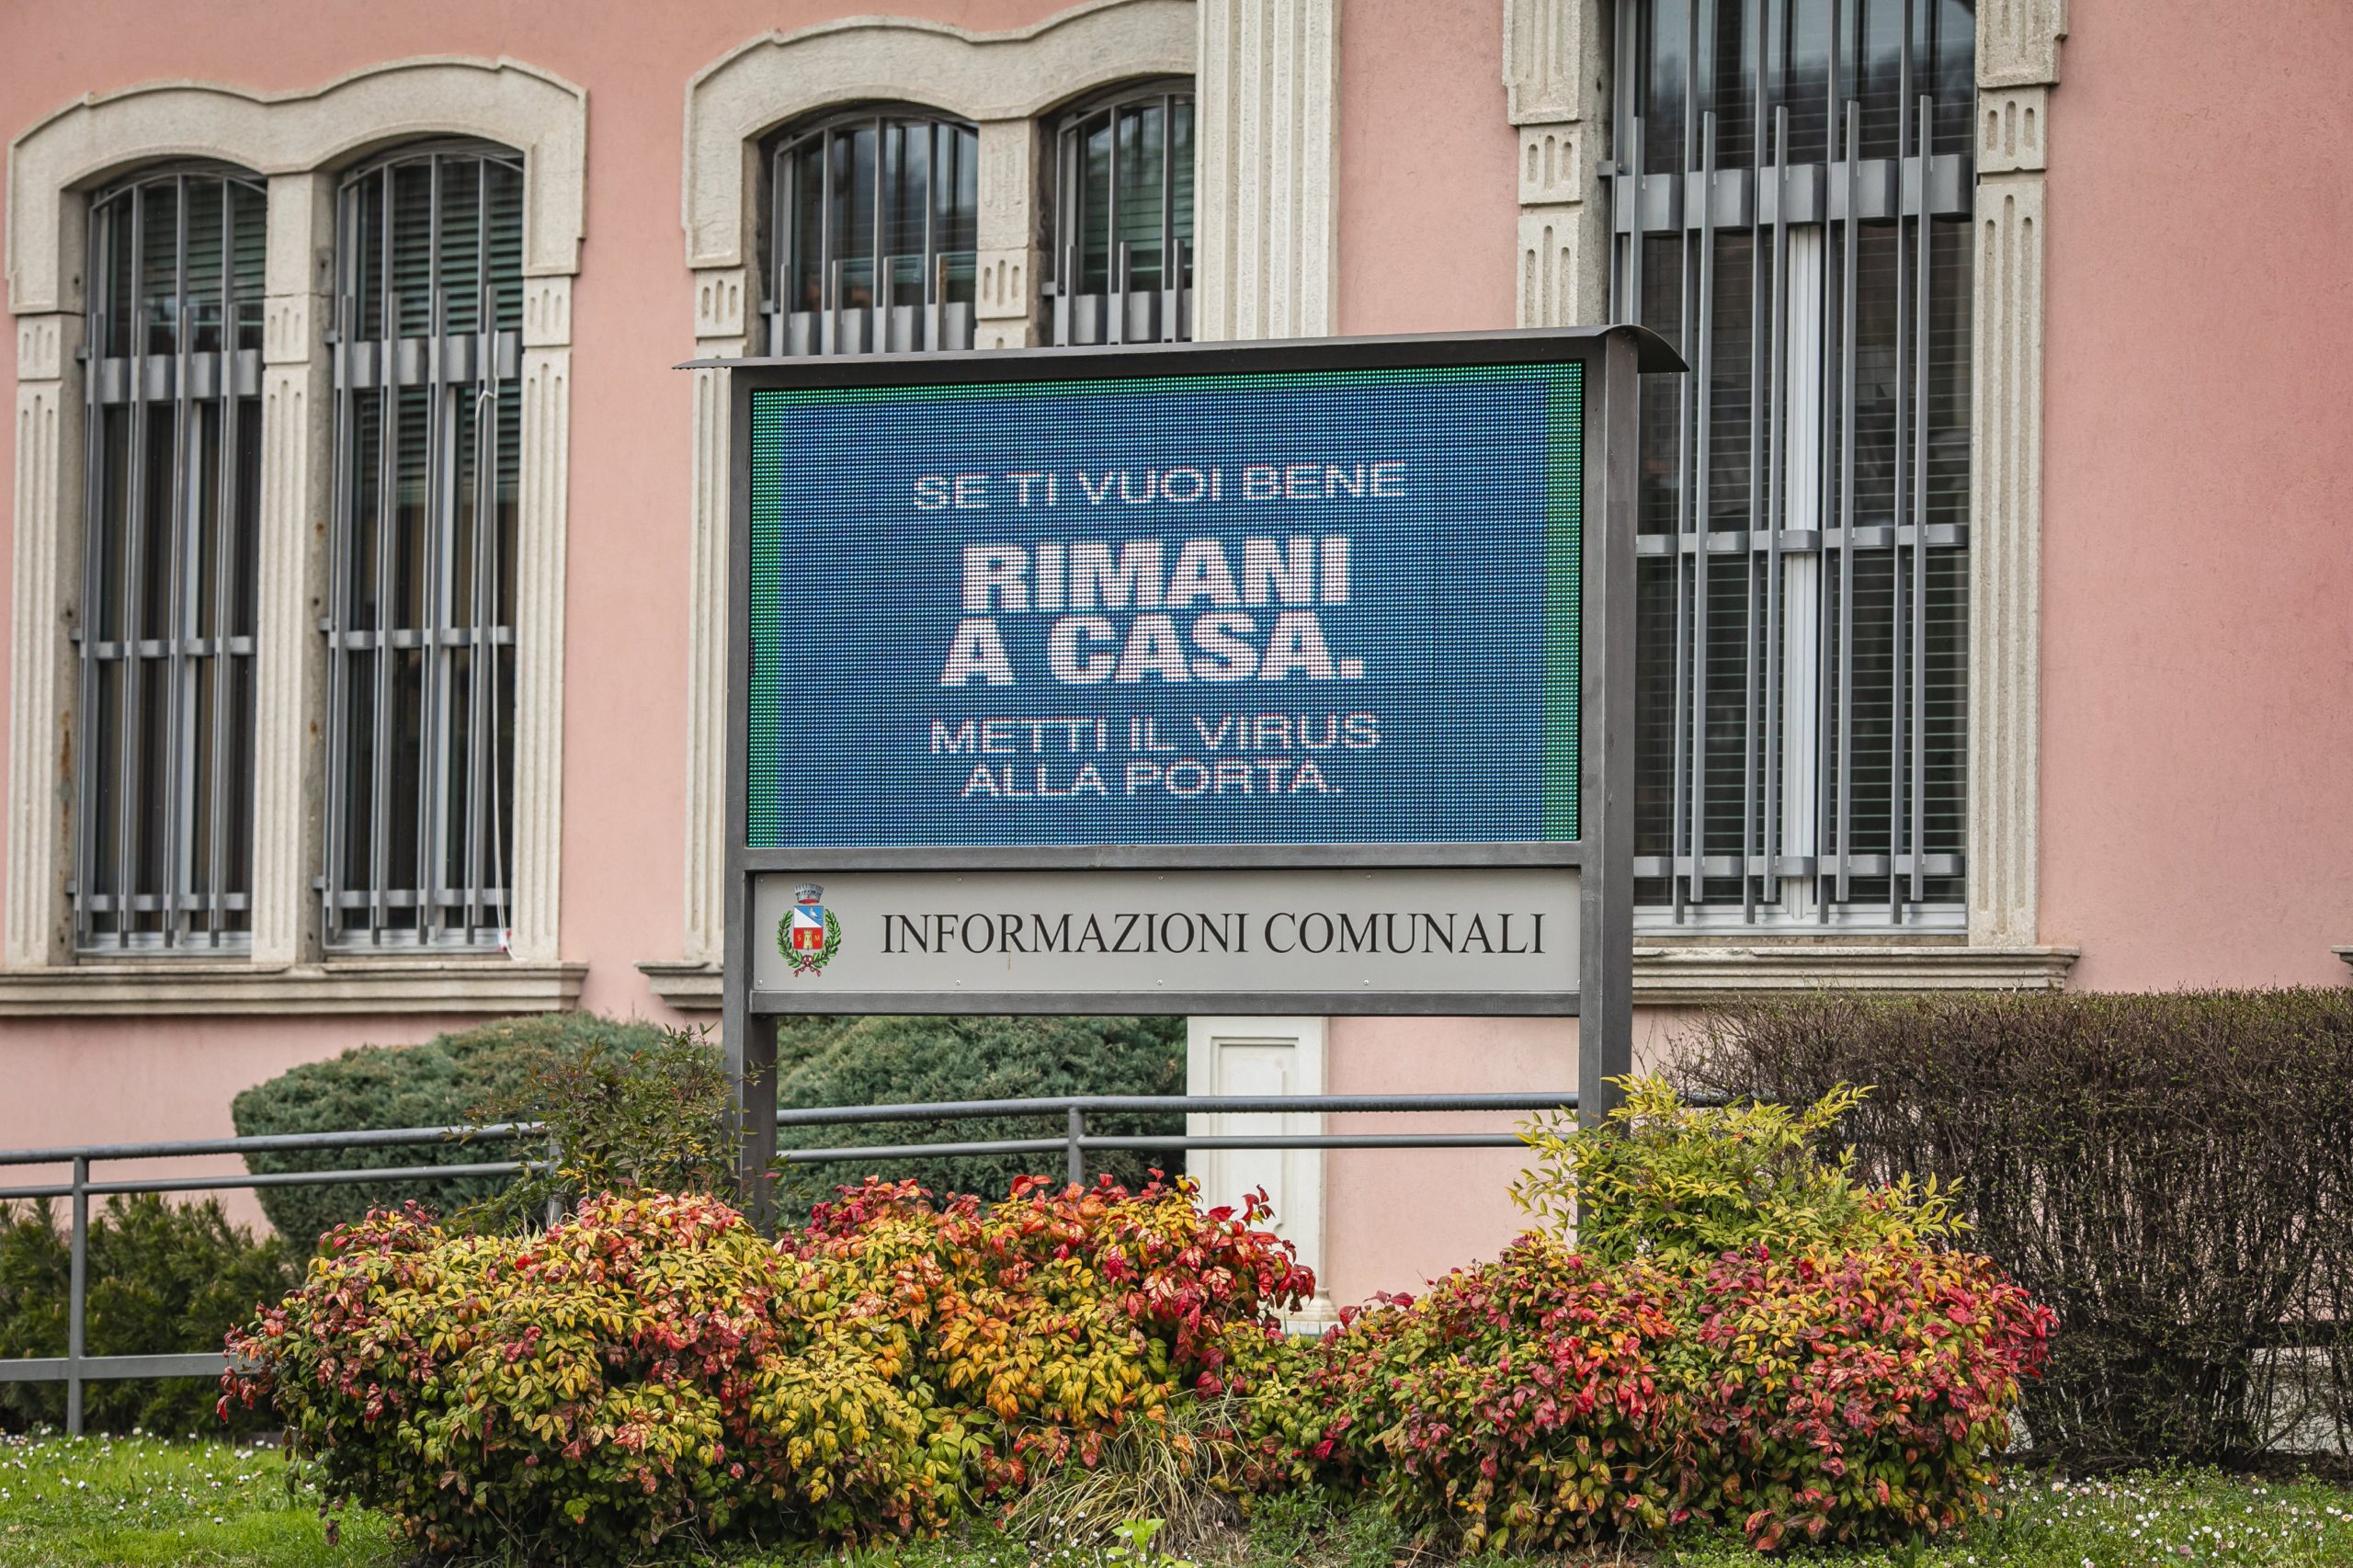 SE TI VUOI BENE
RIMANI
A CASA.
METTI IL VIRUS
ALLA PORTA.
INFORMAZIONI COMUNALI